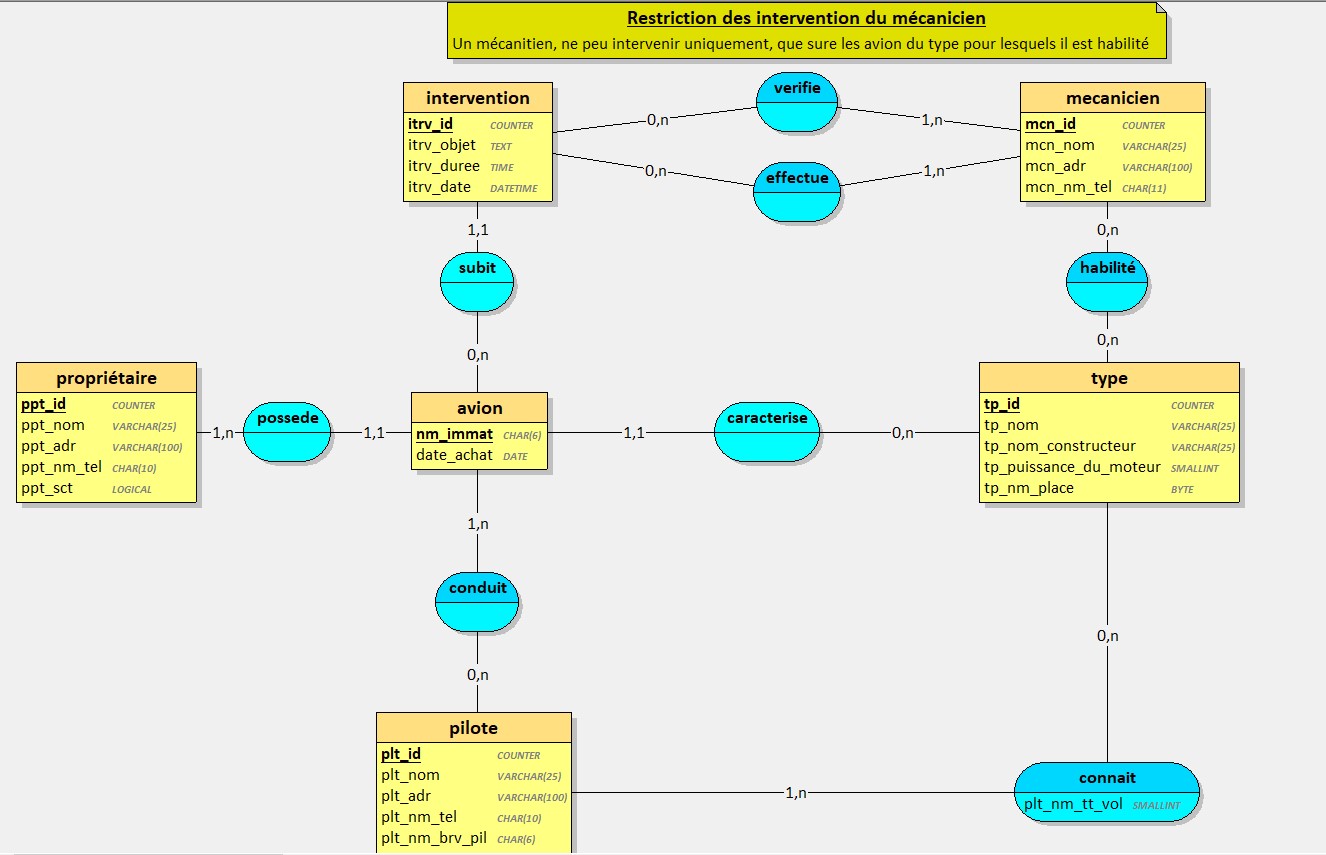 Restriction des intervention du mécanicien
Un mécanitien, ne peu intervenir uniquement, que sure les avion du type pour lesquels il est habilité
intervention
itrv_id COUNTER
itrv_objet TEXT
itrv_duree TIME
itrv_date DATETIME
0,n
verifie
1,n
0,n
effectue
1,n
mecanicien
mcn_id COUNTER
mcn_nom VARCHAR(25)
mcn_adr VARCHAR(100)
mcn_nm_tel CHAR(11)
1,1
subit
0,n
0,n
habilité
0,n
propriétaire
ppt_id COUNTER
ppt_nom VARCHAR(25)
ppt_adr VARCHAR(100)
ppt_nm_tel CHAR(10)
ppt_sct LOGICAL
1,n
possede
1,1
avion
nm_immat CHAR(6)
date_achat DATE
1,1
caracterise
0,n
type
tp_id COUNTER
tp_nom VARCHAR(25)
tp_nom_constructeur VARCHAR(25)
tp_puissance_du_moteur SMALLINT
tp_nm_place BYTE
1,n
conduit
0,n
0,n
pilote
plt_id COUNTER
plt_nom VARCHAR(25)
plt_adr VARCHAR(100)
plt_nm_tel CHAR(10)
plt_nm_brv_pil CHAR(6)
1,n
connait
plt_nm_tt_vol SMALLINT